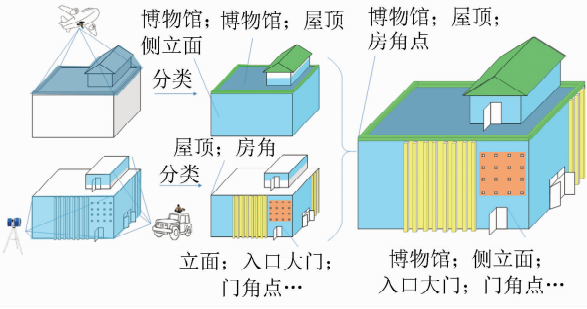 博物馆;
侧立面
博物馆;屋顶
分类
屋顶;房角
分类
立面;入口大门;
门角点…
博物馆;屋顶;
房角点
博物馆;侧立面;
入口大门;门角点…